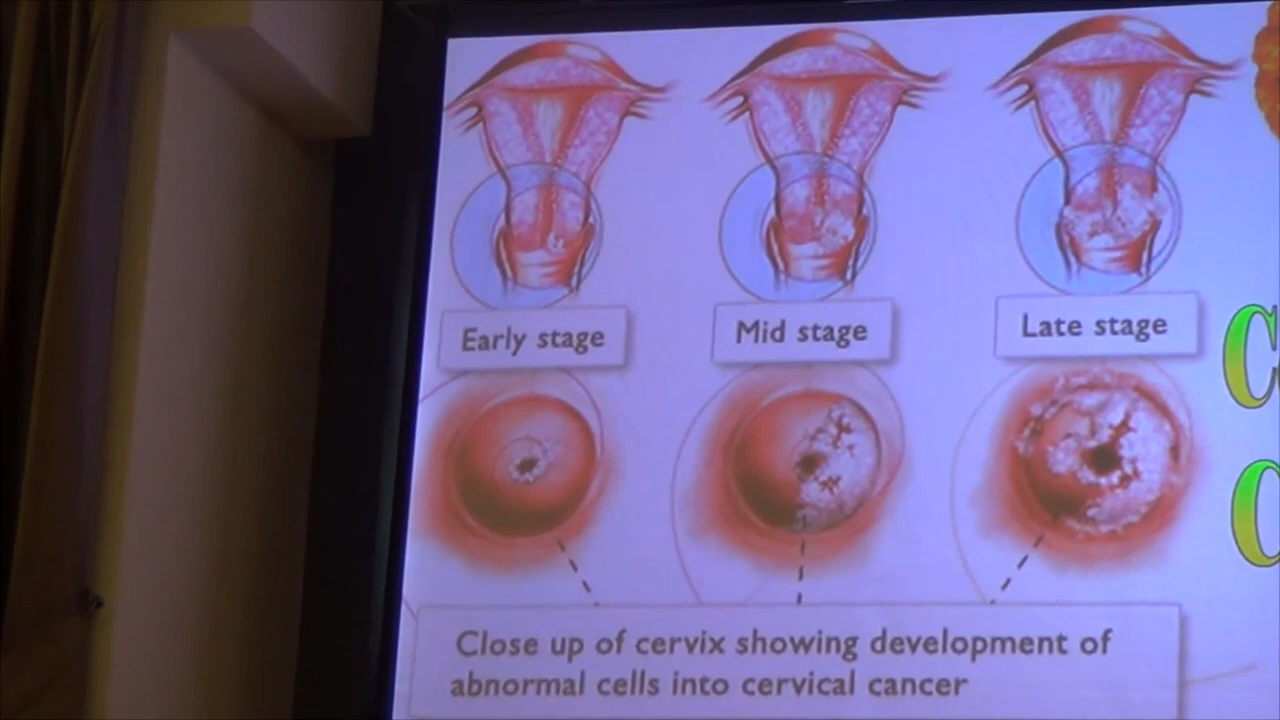 Early stage
Mid stage
Late stage
C
C
Close up of cervix showing development of
abnormal cells into cervical cancer